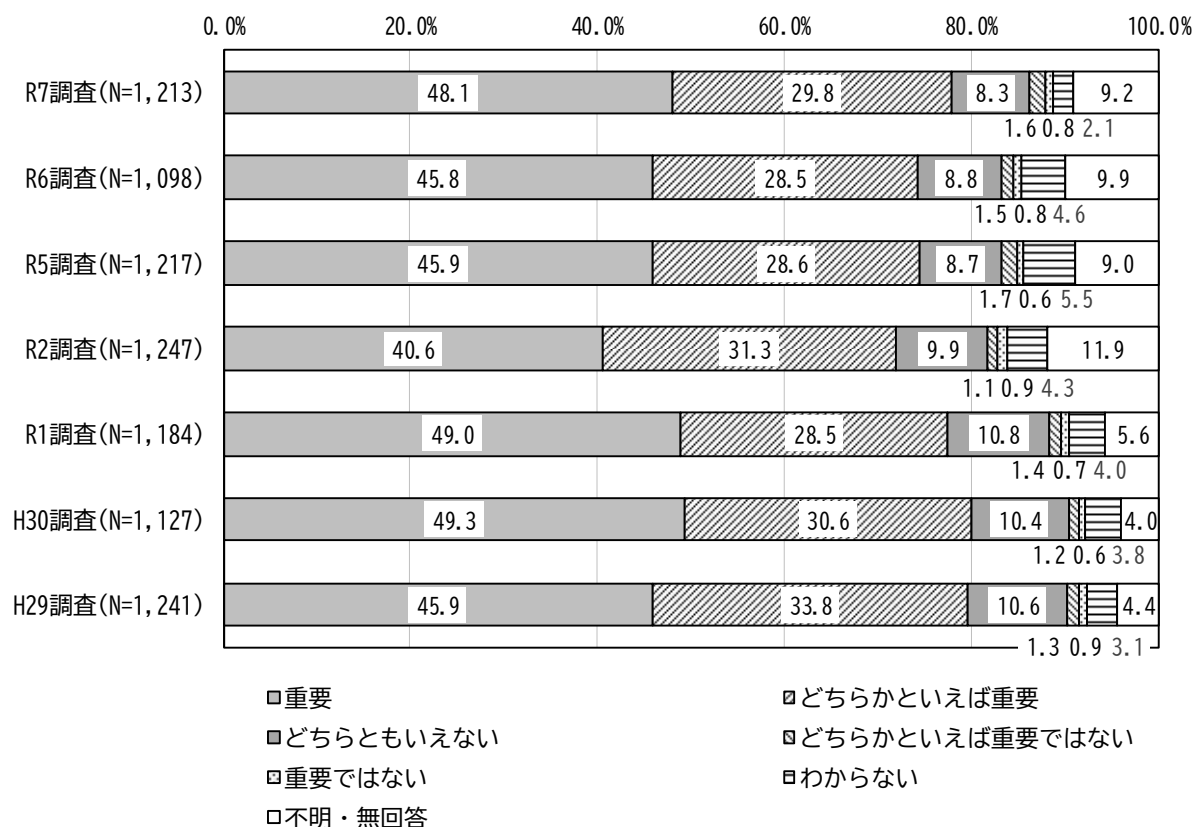 0.0% 20.0% 40.0% 60.0% 80.0% 100.0%
R7調査(N=1,213) 48.1 29.8 8.3 9.2
1.6 0.8 2.1
R6調査(N=1,098) 45.8 28.5 8.8 9.9
1.5 0.8 4.6
R5調査(N=1,217) 45.9 28.6 8.7 9.0
1.7 0.6 5.5
R2調査(N=1,247) 40.6 31.3 9.9 11.9
1.1 0.9 4.3
R1調査(N=1,184) 49.0 28.5 10.8 5.6
1.4 0.7 4.0
H30調査(N=1,127) 49.3 30.6 10.4 4.0
1.2 0.6 3.8
H29調査(N=1,241) 45.9 33.8 10.6 4.4
1.3 0.9 3.1
重要 どちらかといえば重要
どちらともいえない どちらかといえば重要ではない
重要ではない わからない
不明・無回答